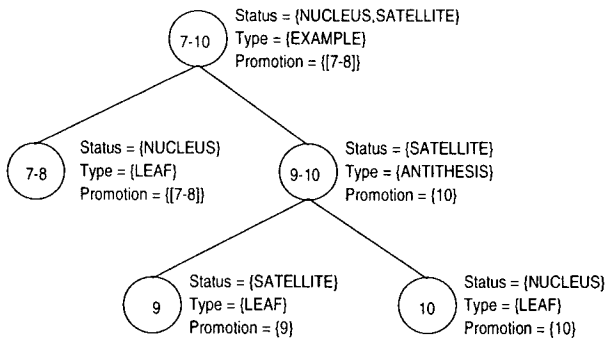 7-10
Status = {NUCLEUS,SATELLITE}
Type = {EXAMPLE}
Promotion = {[7-8]}
7-8
Status = {NUCLEUS}
Type = {LEAF}
Promotion = {[7-8]}
9-10
Status = {SATELLITE}
Type = {ANTITHESIS}
Promotion = {10}
9
Status = {SATELLITE}
Type = {LEAF}
Promotion = {9}
10
Status = {NUCLEUS}
Type = {LEAF}
Promotion = {10}